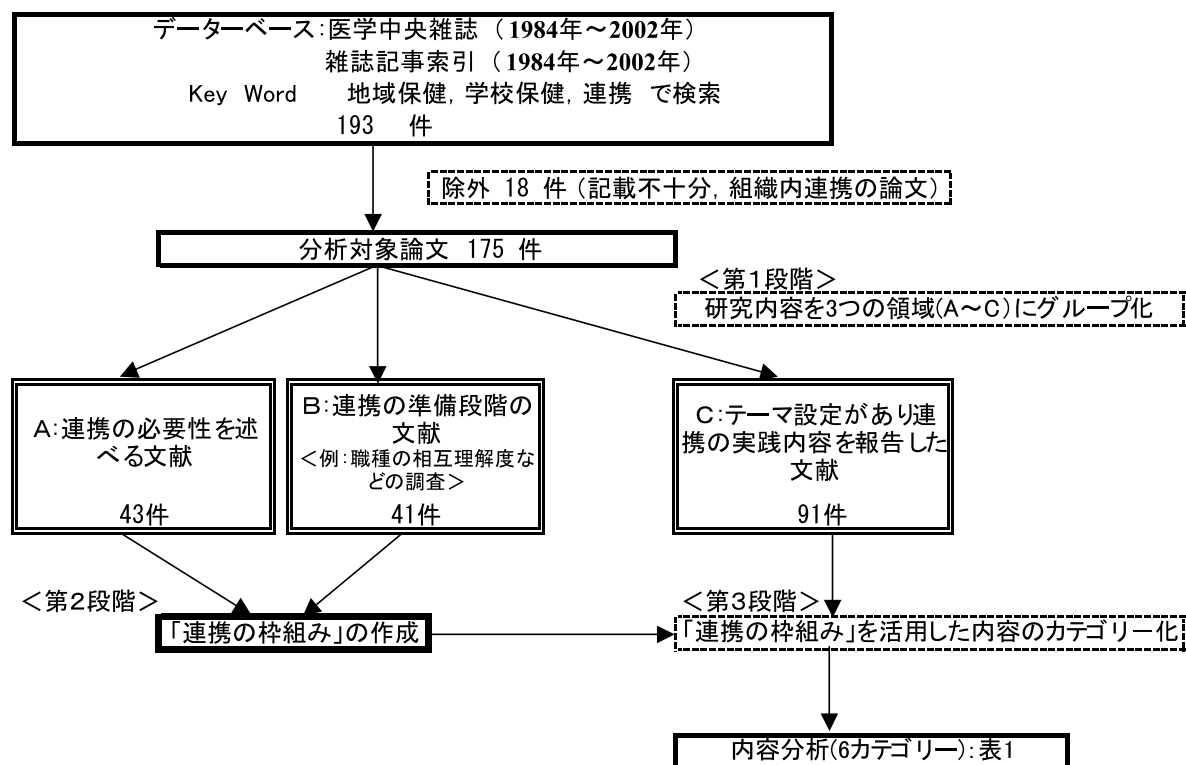 データーベース：医学中央雑誌（1984年～2002年）
雑誌記事索引（1984年～2002年）
Key Word　地域保健，学校保健，連携 で検索
193 件
除外 18 件（記載不十分，組織内連携の論文）
分析対象論文 175 件
＜第１段階＞
研究内容を3つの領域(A～C)にグループ化
A：連携の必要性を述
べる文献
43件
B：連携の準備段階の
文献
＜例：職種の相互理解度な
どの調査＞
41件
C：テーマ設定があり連
携の実践内容を報告した
文献
91件
＜第２段階＞
「連携の枠組み」の作成
＜第３段階＞
「連携の枠組み」を活用した内容のカテゴリー化
内容分析(6カテゴリー)：表1